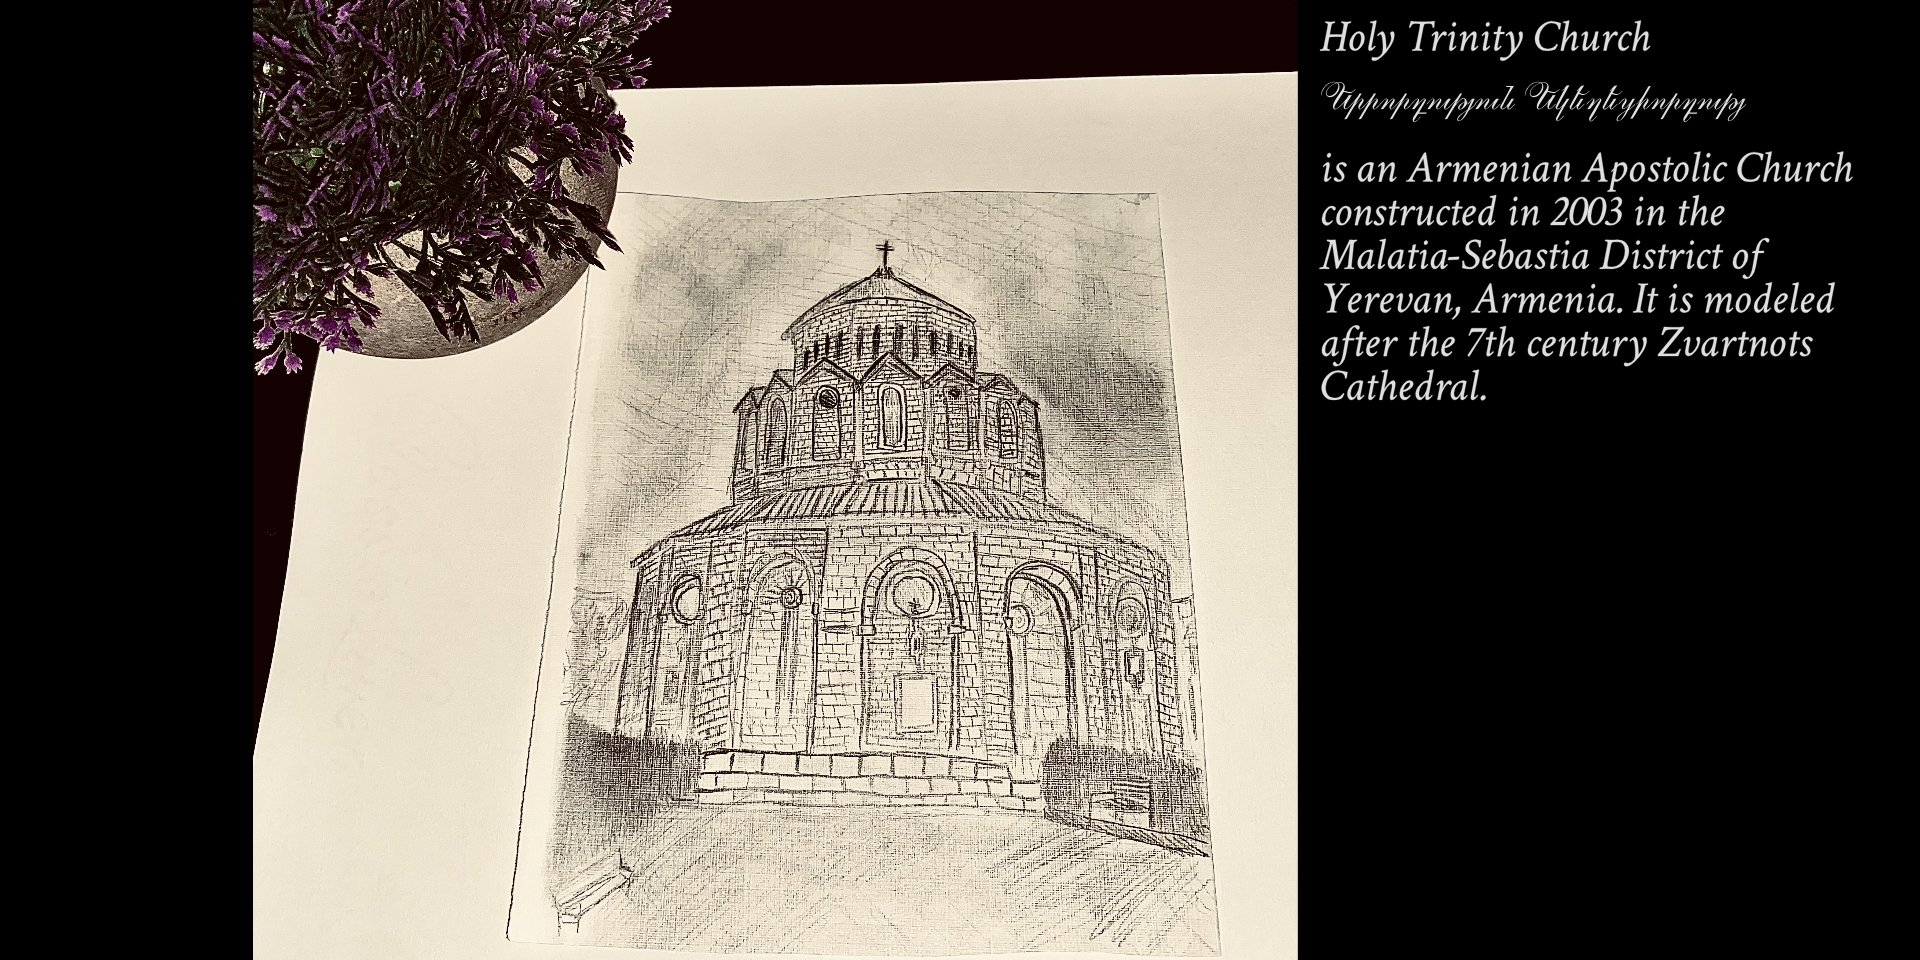 Holy Trinity Church
Երրորդություն
is an Armenian Apostolic Church
constructed in 2003 in the
Malatia-Sebastia District of
Yerevan, Armenia. It is modeled
after the 7th century Zvartnots
Cathedral.